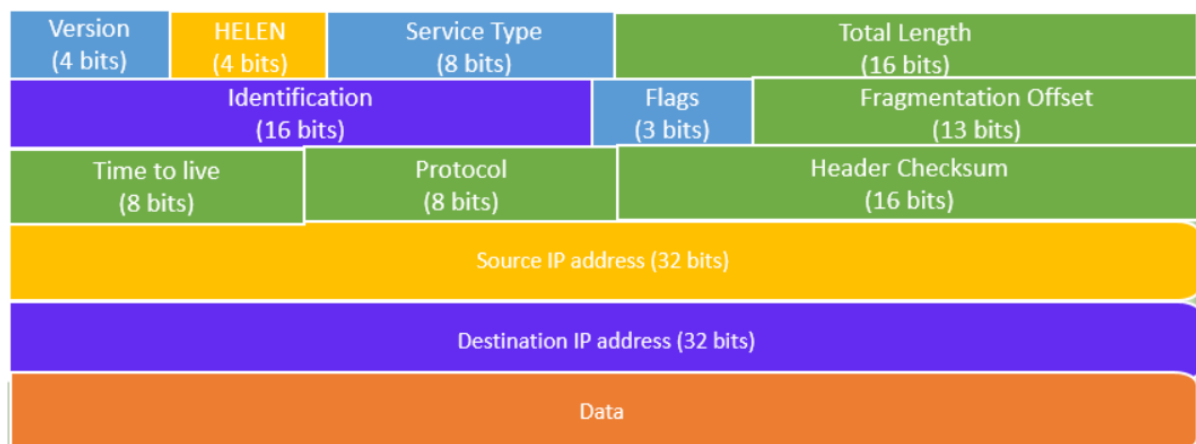 Version HELEN Service Type Total Length
(4 bits) (4 bits) (8 bits) (16 bits)
Identification Flags Fragmentation Offset
(16 bits) (3 bits) (13 bits)
Time to live Protocol Header Checksum
(8 bits) (8 bits) (16 bits)
Source IP address (32 bits)
Destination IP address (32 bits)
Data